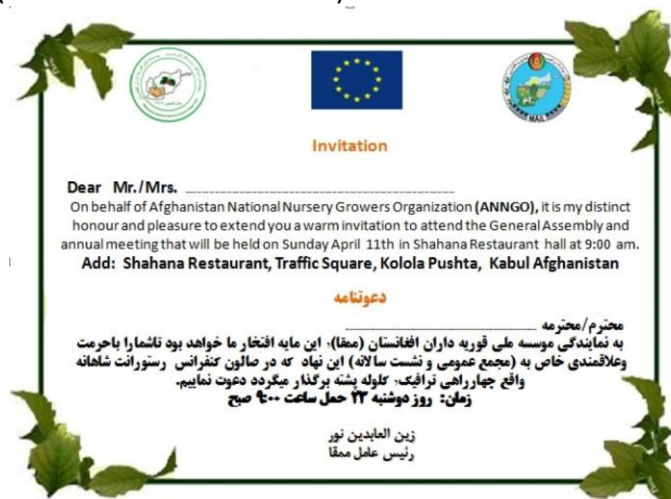 MAIL
Invitation
Dear Mr./Mrs.
On behalf of Afghanistan National Nursery Growers Organization (ANNGO), it is my distinct
honour and pleasure to extend you a warm invitation to attend the General Assembly and
annual meeting that will be held on Sunday April 11th in Shahana Restaurant hall at 9:00 am.
Add: Shahana Restaurant, Traffic Square, Kolola Pushta, Kabul Afghanistan
دعوتنامه
محترم/محترمه
به نمایندگی موسسه ملی قوریه داران افغانستان (ممقا)، این مایه افتخار ما خواهد بود تاشمارا باحرمت
وعلاقمندی خاص به (مجمع عمومی و نشست سالانه) این نهاد که در صالون کنفرانس رستورانت شاهانه
واقع چهارراهی ترافیک، کلوله پشته برگذار میگردد دعوت نماییم.
زمان: روز دوشنبه ۲۳ حمل ساعت ۹:۰۰ صبح
زین العابدین نور
رئیس عامل ممقا